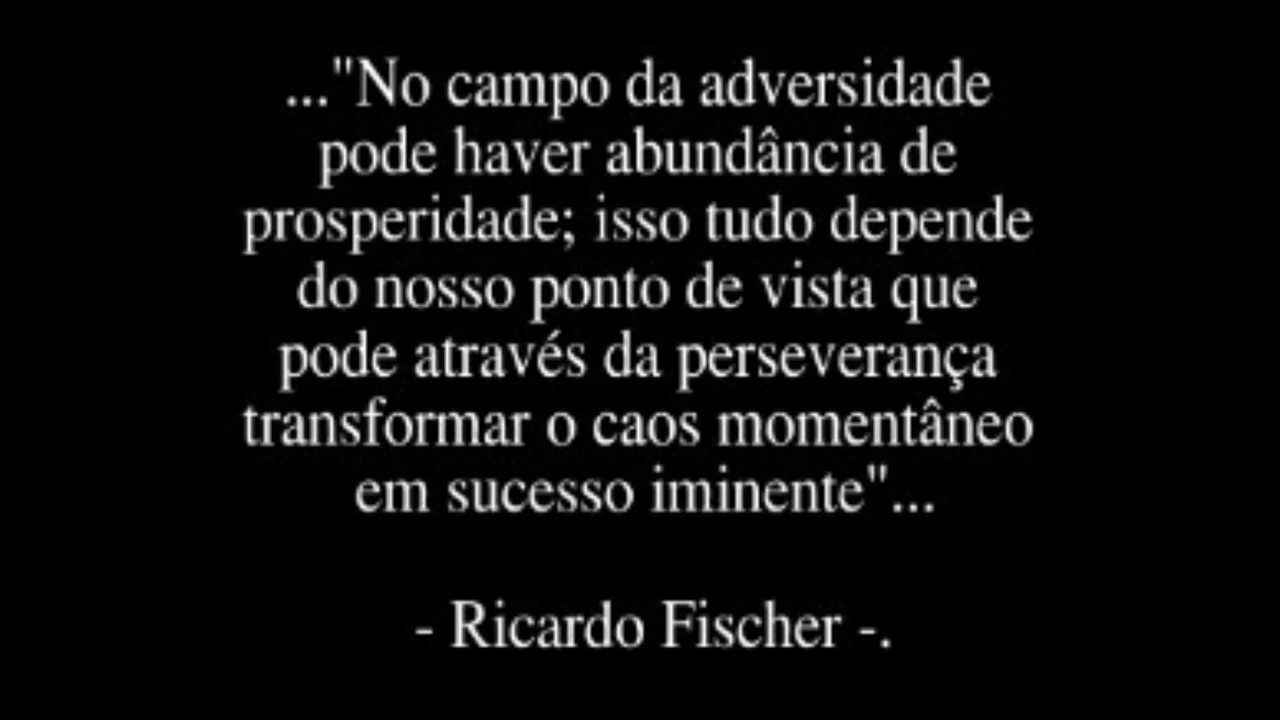 ..."No campo da adversidade
pode haver abundância de
prosperidade; isso tudo depende
do nosso ponto de vista que
pode através da perseverança
transformar o caos momentâneo
em sucesso iminente"...
- Ricardo Fischer -.